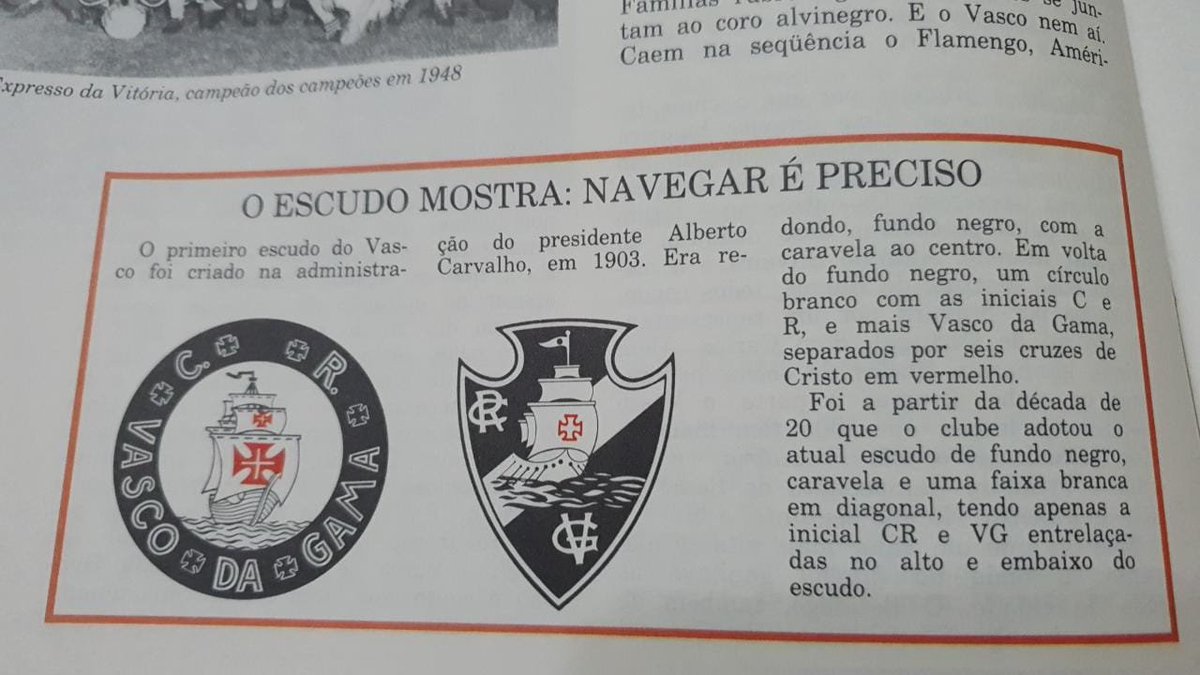 Expresso da Vitória, campeão dos campeões em 1948
tam ao coro alvinegro. E o Vasco nem aí.
Caem na seqüência o Flamengo, Améri-
O ESCUDO MOSTRA: NAVEGAR É PRECISO
O primeiro escudo do Vas-
co foi criado na administra-
ção do presidente Alberto
Carvalho, em 1903. Era re-
dondo, fundo negro, com a
caravela ao centro. Em volta
do fundo negro, um círculo
branco com as iniciais C e
R, e mais Vasco da Gama,
separados por seis cruzes de
Cristo em vermelho.
Foi a partir da década de
20 que o clube adotou o
atual escudo de fundo negro,
caravela e uma faixa branca
em diagonal, tendo apenas a
inicial CR e VG entrelaça-
das no alto e embaixo do
escudo.
C. R. VASCO DA GAMA
CR
VG